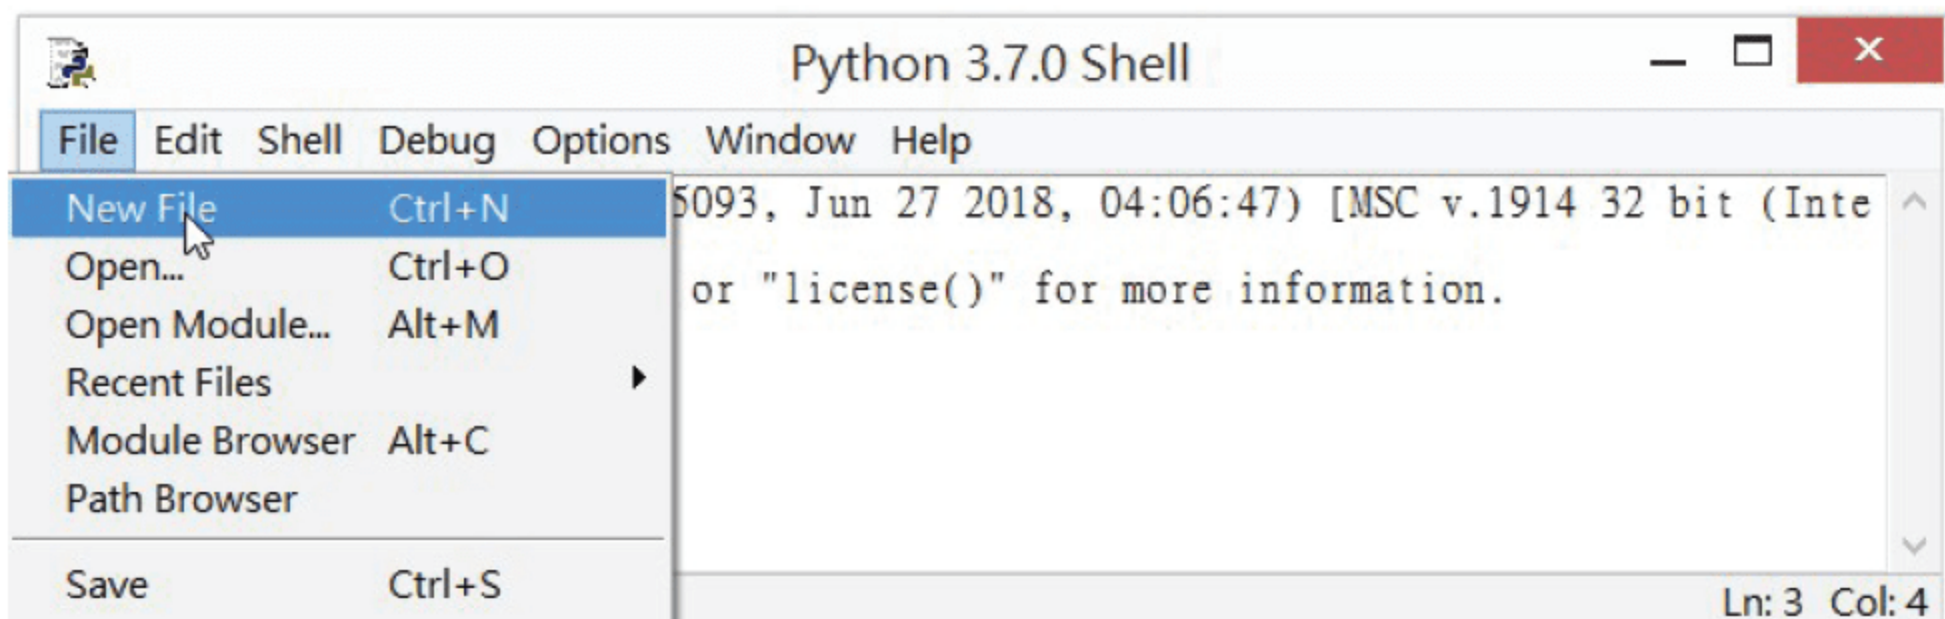 Python 3.7.0 Shell
File Edit Shell Debug Options Window Help
New File Ctrl+N
Open... Ctrl+O
Open Module... Alt+M
Recent Files
Module Browser Alt+C
Path Browser
Save Ctrl+S
5093, Jun 27 2018, 04:06:47) [MSC v.1914 32 bit (Inte
or "license()" for more information.
Ln: 3 Col: 4